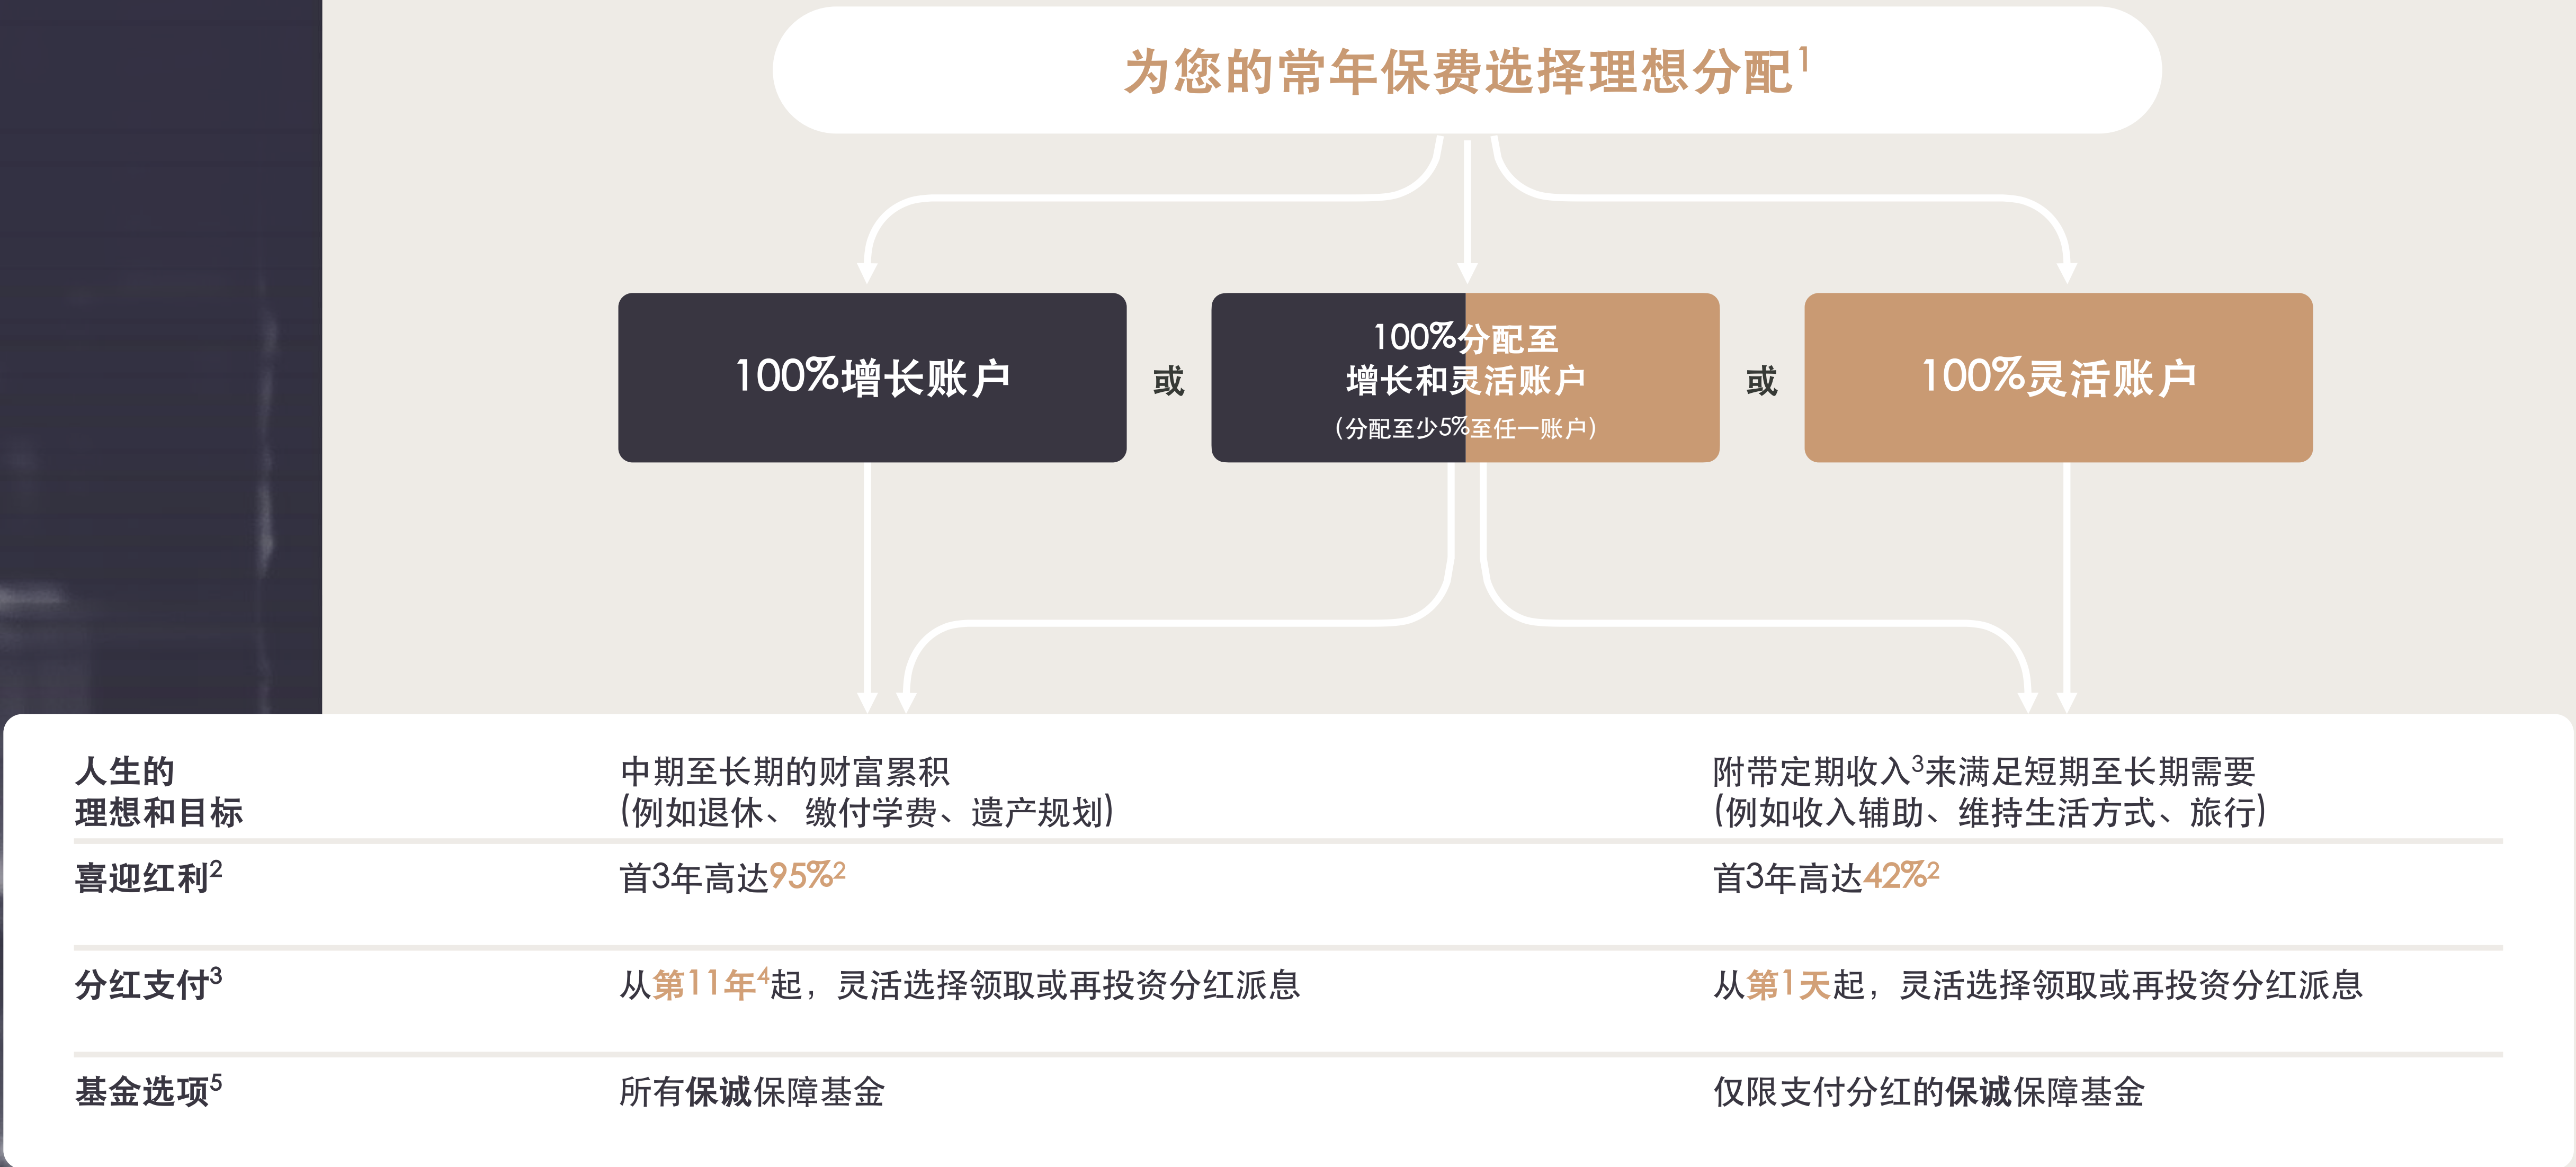 为您的常年保费选择理想分配1
100%增长账户
或
100%分配至
增长和灵活账户
(分配至少5%至任一账户)
或
100%灵活账户
人生的
理想和目标
中期至长期的财富累积
(例如退休、 缴付学费、遗产规划)
附带定期收入3来满足短期至长期需要
(例如收入辅助、维持生活方式、旅行)
喜迎红利2
首3年高达95%2
首3年高达42%2
分红支付3
从第11年4起，灵活选择领取或再投资分红派息
从第1天起，灵活选择领取或再投资分红派息
基金选项5
所有保诚保障基金
仅限支付分红的保诚保障基金